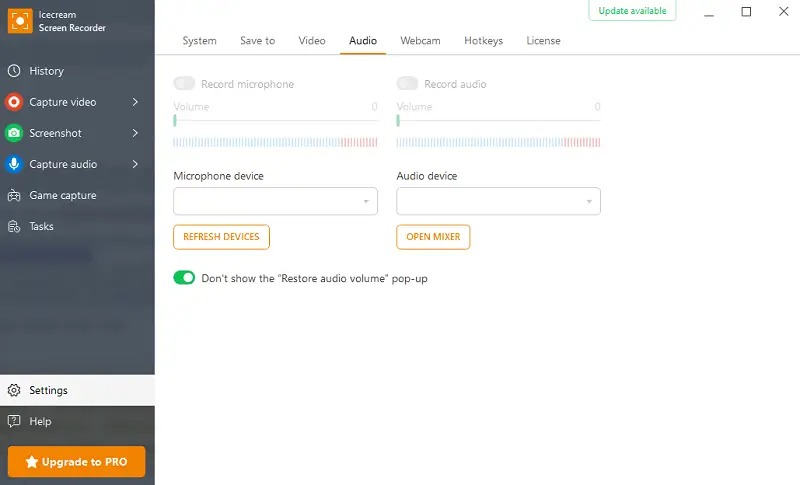 Icecream
Screen Recorder
Update available
System Save to Video Audio Webcam Hotkeys License
History
Capture video
Screenshot
Capture audio
Game capture
Tasks
Settings
Help
Upgrade to PRO
Record microphone
Volume 0
Microphone device
REFRESH DEVICES
Record audio
Volume 0
Audio device
OPEN MIXER
Don't show the "Restore audio volume" pop-up